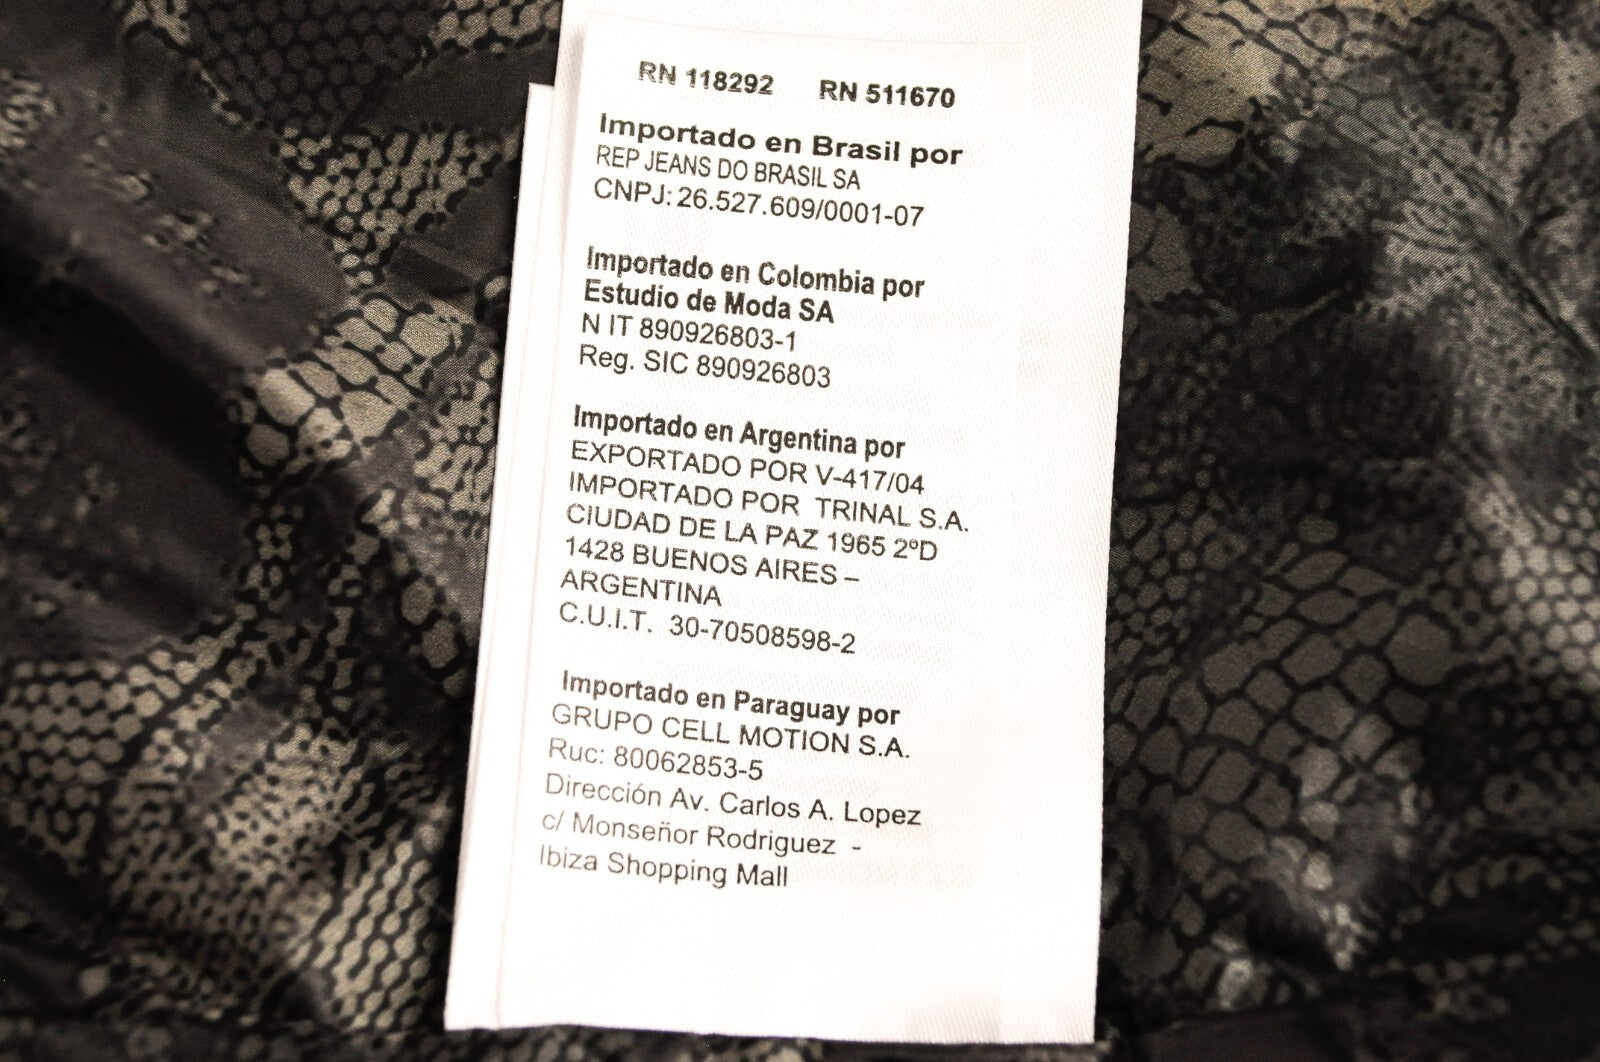 RN 118292 RN 511670
Importado en Brasil por
REP JEANS DO BRASIL SA
CNPJ: 26.527.609/0001-07
Importado en Colombia por
Estudio de Moda SA
N IT 890926803-1
Reg. SIC 890926803
Importado en Argentina por
EXPORTADO POR V-417/04
IMPORTADO POR TRINAL S.A.
CIUDAD DE LA PAZ 1965 2ºD
1428 BUENOS AIRES –
ARGENTINA
C.U.I.T. 30-70508598-2
Importado en Paraguay por
GRUPO CELL MOTION S.A.
Ruc: 80062853-5
Dirección Av. Carlos A. Lopez
c/ Monseñor Rodriguez -
Ibiza Shopping Mall